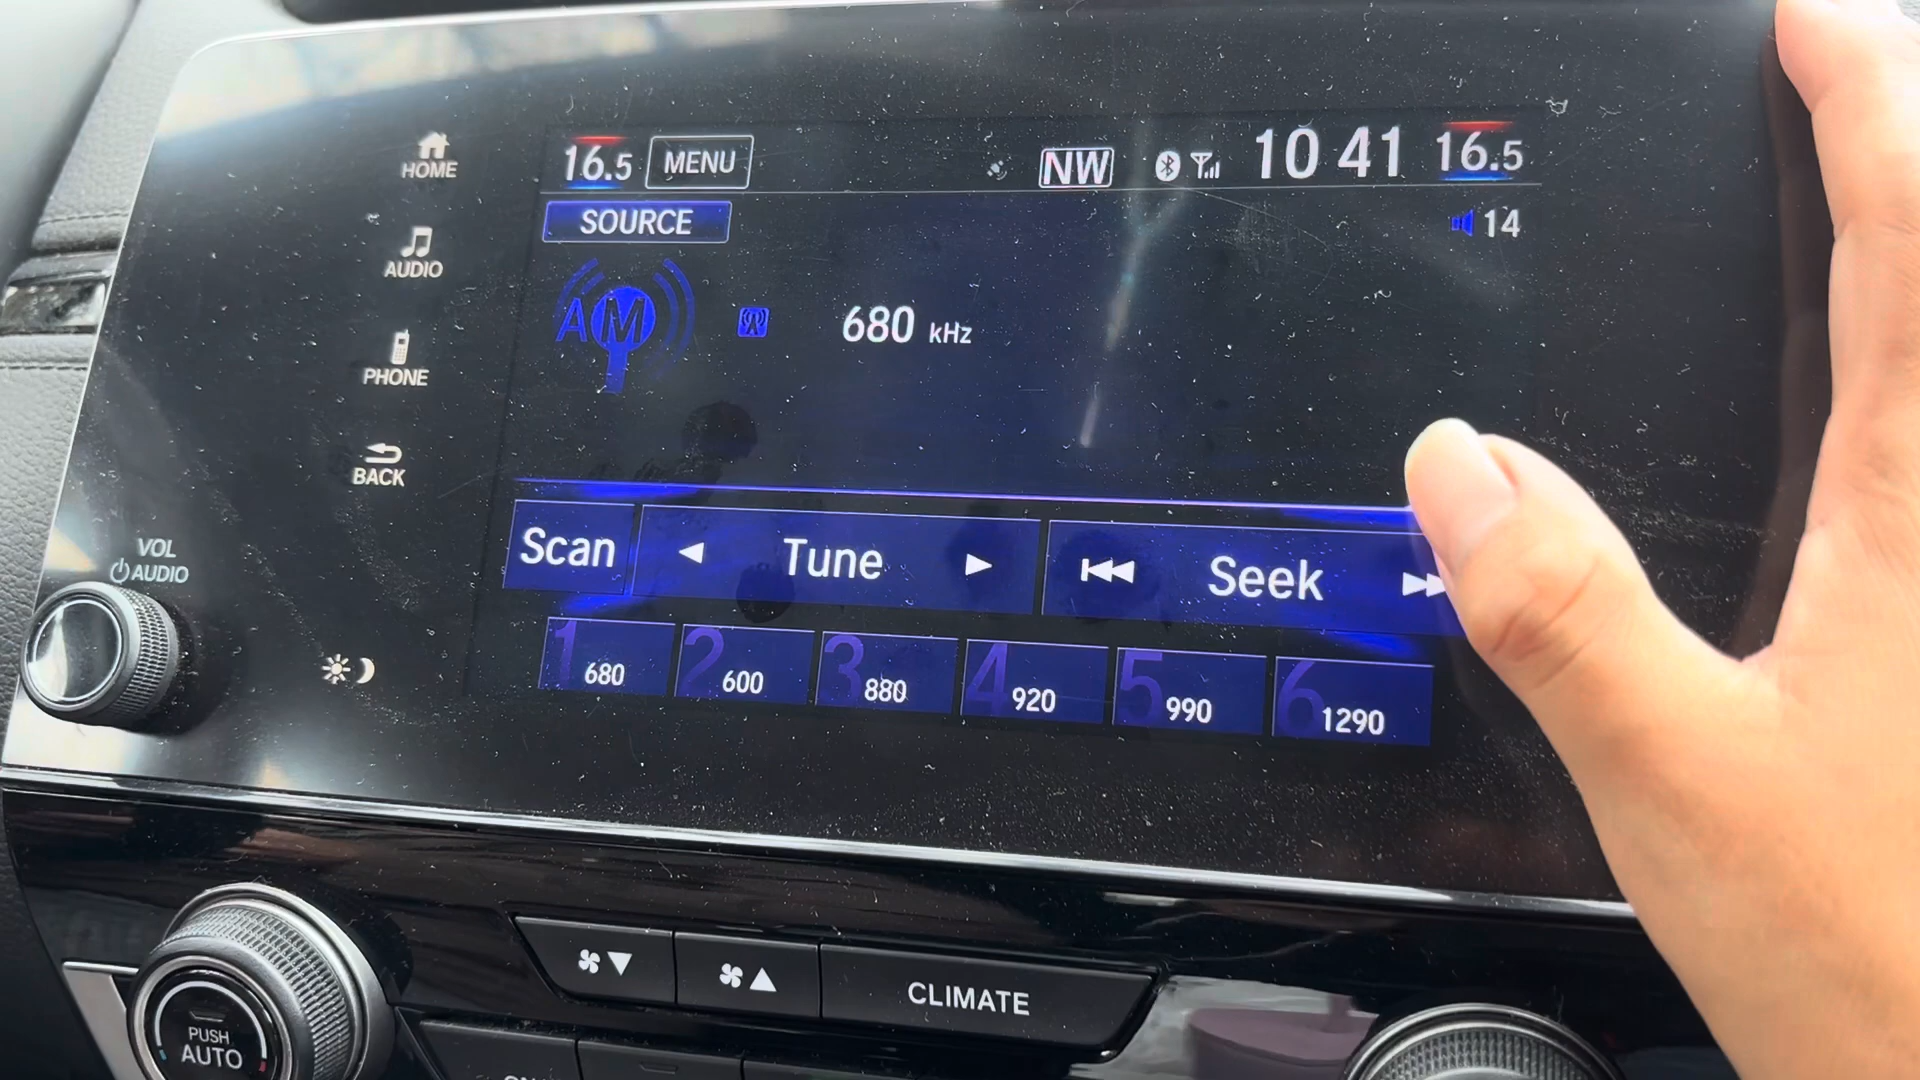 HOME
AUDIO
PHONE
BACK
VOL
AUDIO
16.5 MENU NW 10 41 16.5
SOURCE 14
AM 680 kHz
Scan Tune Seek
1 680 2 600 3 880 4 920 5 990 6 1290
CLIMATE
PUSH
AUTO